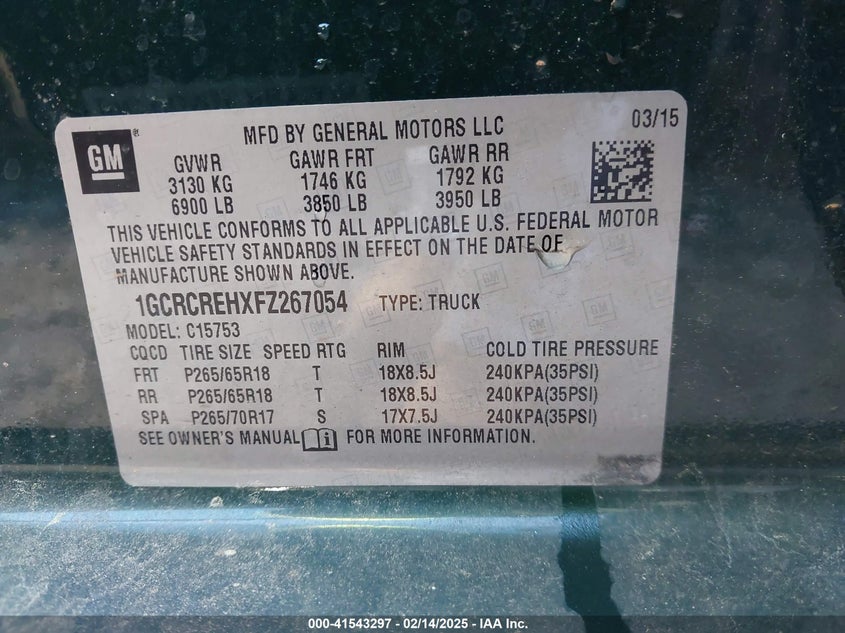 GM
MFD BY GENERAL MOTORS LLC
03/15
GVWR GAWR FRT GAWR RR
3130 KG 1746 KG 1792 KG
6900 LB 3850 LB 3950 LB
THIS VEHICLE CONFORMS TO ALL APPLICABLE U.S. FEDERAL MOTOR
VEHICLE SAFETY STANDARDS IN EFFECT ON THE DATE OF
MANUFACTURE SHOWN ABOVE.
1GCRCREHXFZ267054 TYPE: TRUCK
MODEL: C15753
CQCD TIRE SIZE SPEED RTG RIM COLD TIRE PRESSURE
FRT P265/65R18 T 18X8.5J 240KPA(35PSI)
RR P265/65R18 T 18X8.5J 240KPA(35PSI)
SPA P265/70R17 S 17X7.5J 240KPA(35PSI)
SEE OWNER'S MANUAL FOR MORE INFORMATION.
000-41543297 - 02/14/2025 - IAA Inc.